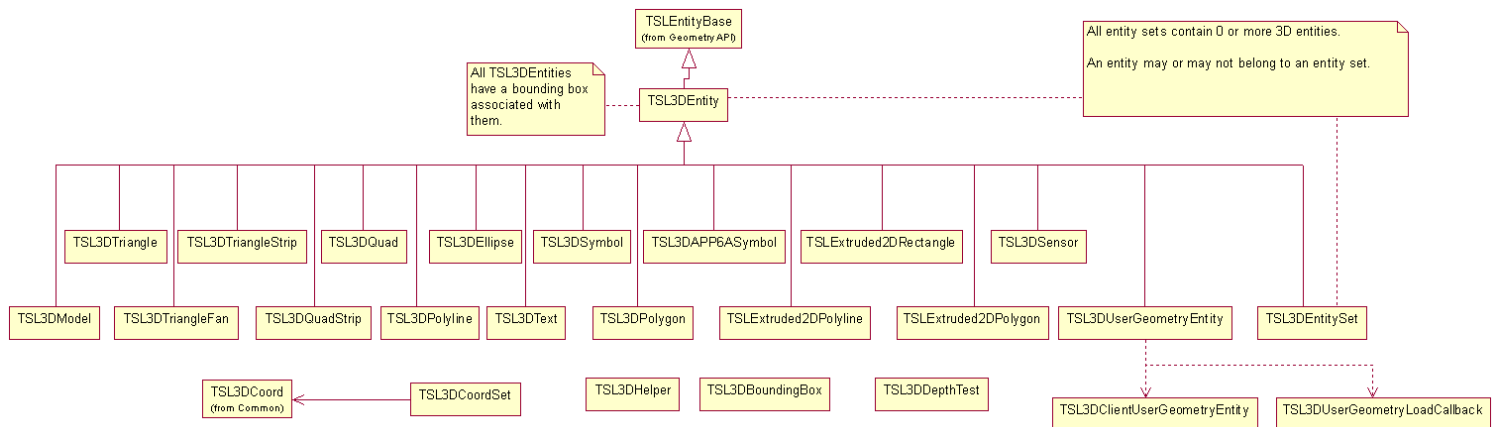 TSLEntityBase
(from Geometry API)
All entity sets contain 0 or more 3D entities.
An entity may or may not belong to an entity set.
All TSL3DEntities
have a bounding box
associated with
them.
TSL3DEntity
TSL3DTriangle
TSL3DTriangleStrip
TSL3DQuad
TSL3DEllipse
TSL3DSymbol
TSL3DAPP6ASymbol
TSLExtruded2DRectangle
TSL3DSensor
TSL3DModel
TSL3DTriangleFan
TSL3DQuadStrip
TSL3DPolyline
TSL3DText
TSL3DPolygon
TSLExtruded2DPolyline
TSLExtruded2DPolygon
TSL3DUserGeometryEntity
TSL3DEntitySet
TSL3DCoord
(from Common)
TSL3DCoordSet
TSL3DHelper
TSL3DBoundingBox
TSL3DDepthTest
TSL3DClientUserGeometryEntity
TSL3DUserGeometryLoadCallback